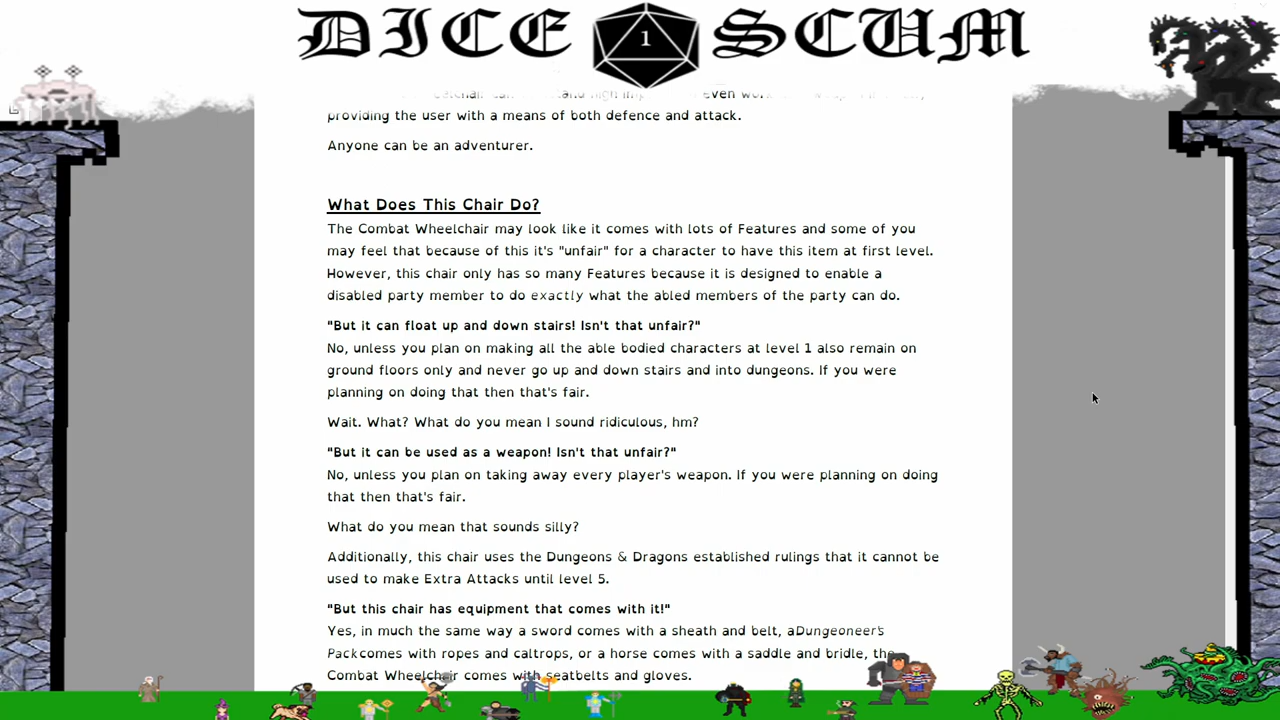 DICE 1 SCUM
even
providing the user with a means of both defence and attack.
Anyone can be an adventurer.
What Does This Chair Do?
The Combat Wheelchair may look like it comes with lots of Features and some of you
may feel that because of this it's "unfair" for a character to have this item at first level.
However, this chair only has so many Features because it is designed to enable a
disabled party member to do exactly what the abled members of the party can do.
"But it can float up and down stairs! Isn't that unfair?"
No, unless you plan on making all the able bodied characters at level 1 also remain on
ground floors only and never go up and down stairs and into dungeons. If you were
planning on doing that then that's fair.
Wait. What? What do you mean I sound ridiculous, hm?
"But it can be used as a weapon! Isn't that unfair?"
No, unless you plan on taking away every player's weapon. If you were planning on doing
that then that's fair.
What do you mean that sounds silly?
Additionally, this chair uses the Dungeons & Dragons established rulings that it cannot be
used to make Extra Attacks until level 5.
"But this chair has equipment that comes with it!"
Yes, in much the same way a sword comes with a sheath and belt, aDungeoneer's
Packcomes with ropes and caltrops, or a horse comes with a saddle and bridle, the
Combat Wheelchair comes with seatbelts and gloves.